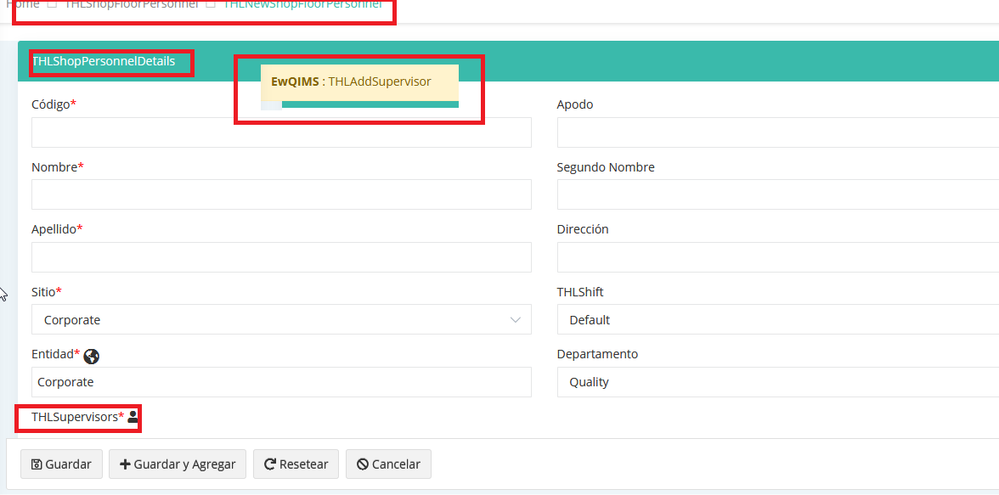 Home THLShopFloorPersonnel THLNewShopFloorPersonnel
THLShopPersonnelDetails
EwQIMS : THLAddSupervisor
Código* Apodo
Nombre* Segundo Nombre
Apellido* Dirección
Sitio* THLShift
Corporate Default
Entidad* Departamento
Corporate Quality
THLSupervisors*
Guardar Guardar y Agregar Resetear Cancelar